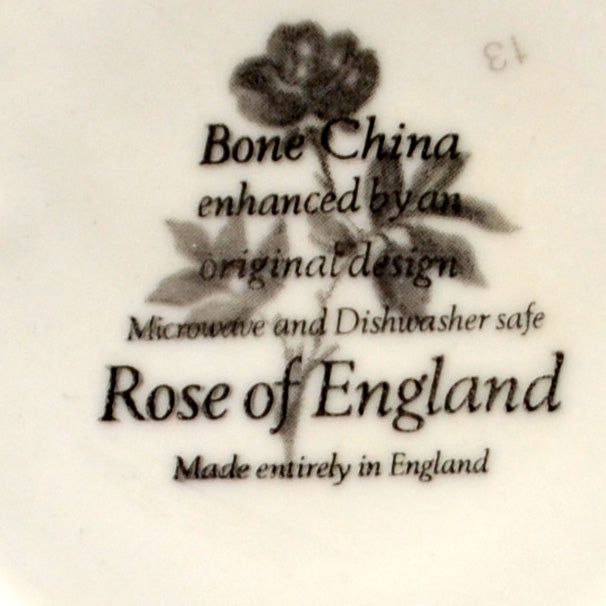 13
Bone China
enhanced by an
original design
Microwave and Dishwasher safe
Rose of England
Made entirely in England